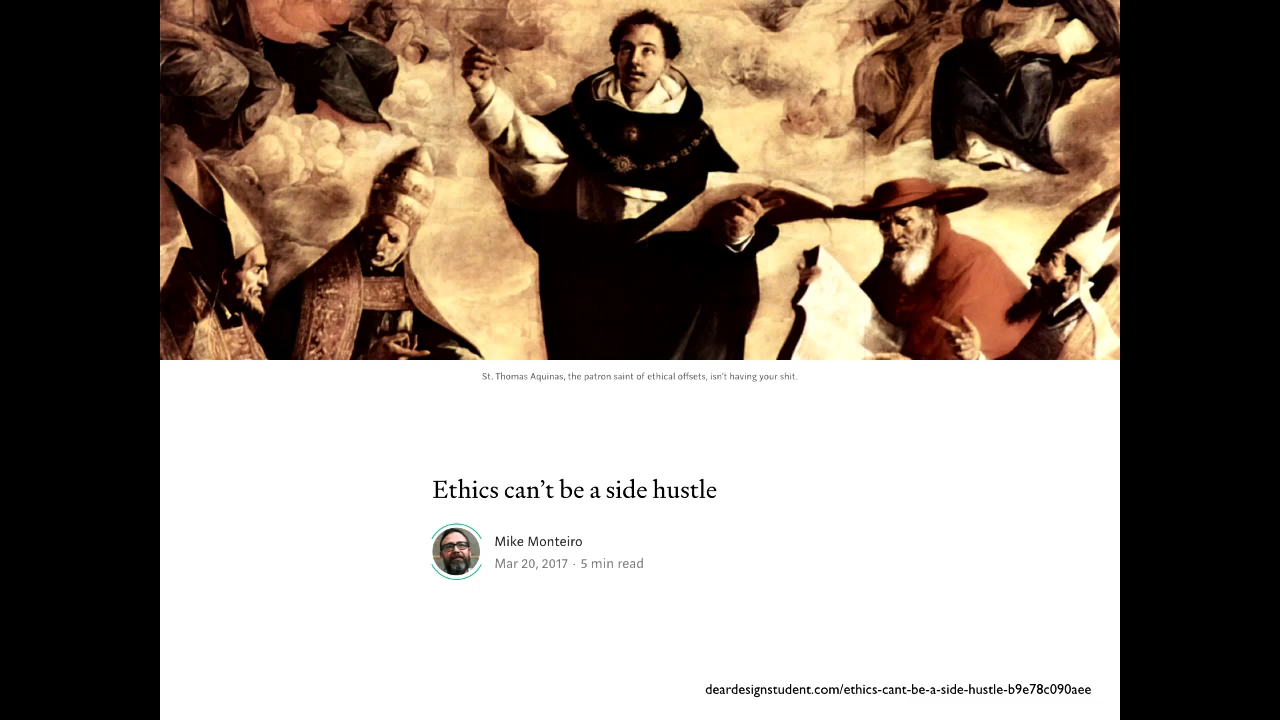 St. Thomas Aquinas, the patron saint of ethical offsets, isn't having your shit.
Ethics can't be a side hustle
Mike Monteiro
Mar 20, 2017 · 5 min read
deardesignstudent.com/ethics-cant-be-a-side-hustle-b9e78c090aee